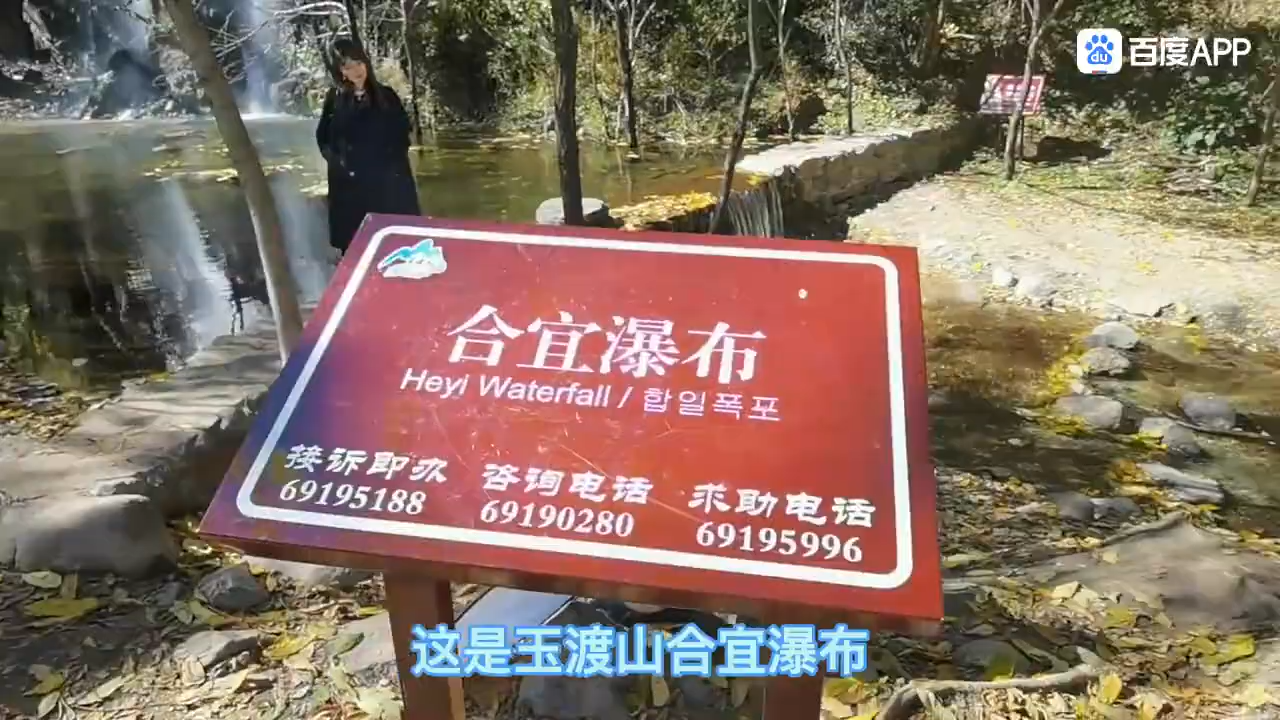 百度APP
合宜瀑布
Heyi Waterfall / 합일폭포
接诉即办 咨询电话 求助电话
69195188 69190280 69195996
这是玉渡山合宜瀑布